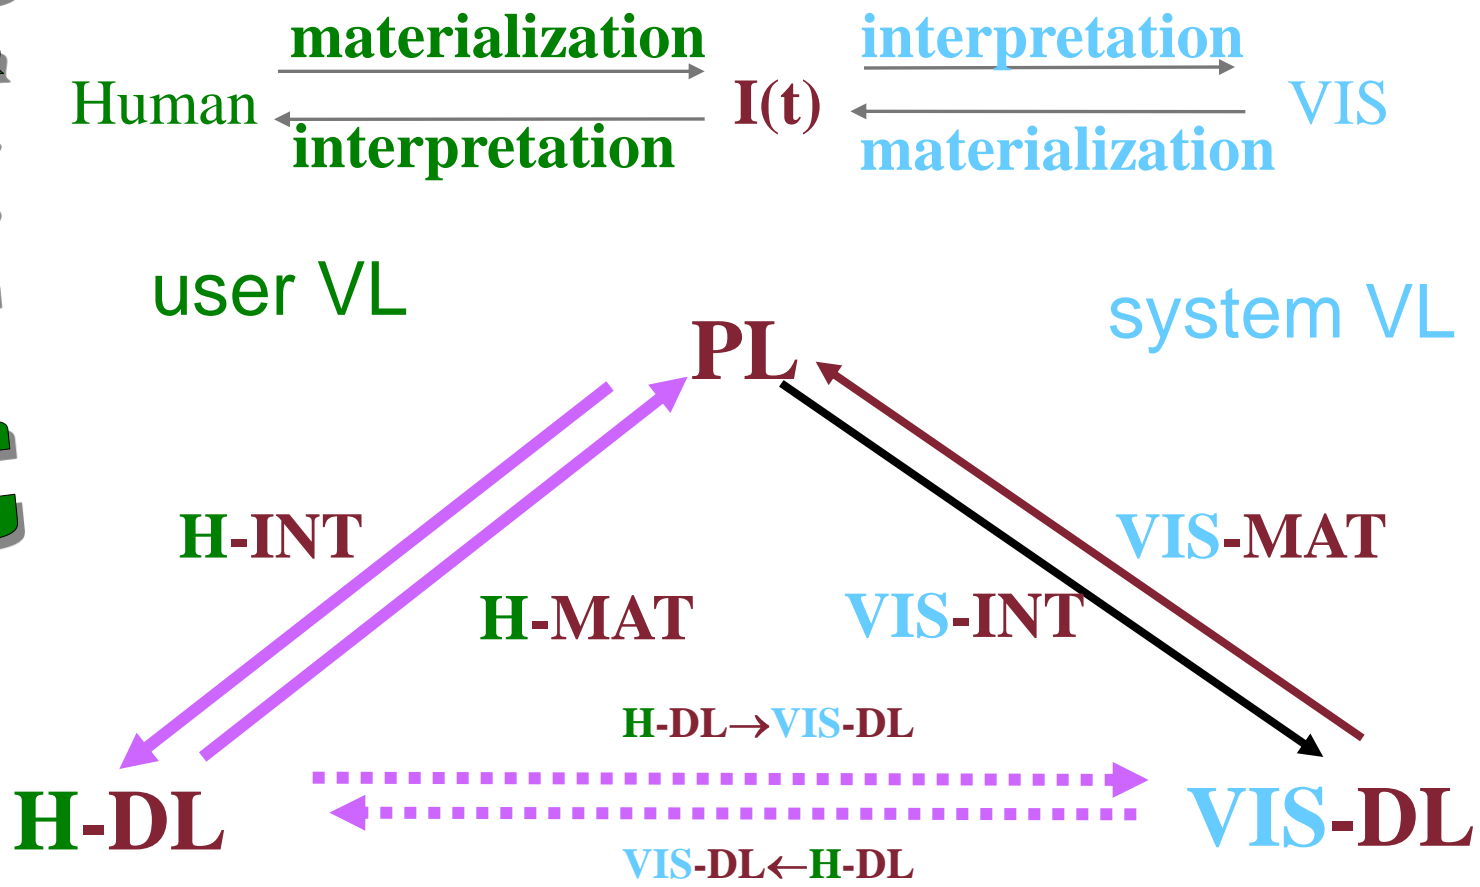 materialization interpretation
Human I(t) VIS
interpretation materialization
user VL system VL
PL
H-INT VIS-MAT
H-MAT VIS-INT
H-DL→VIS-DL
H-DL VIS-DL
VIS-DL←H-DL